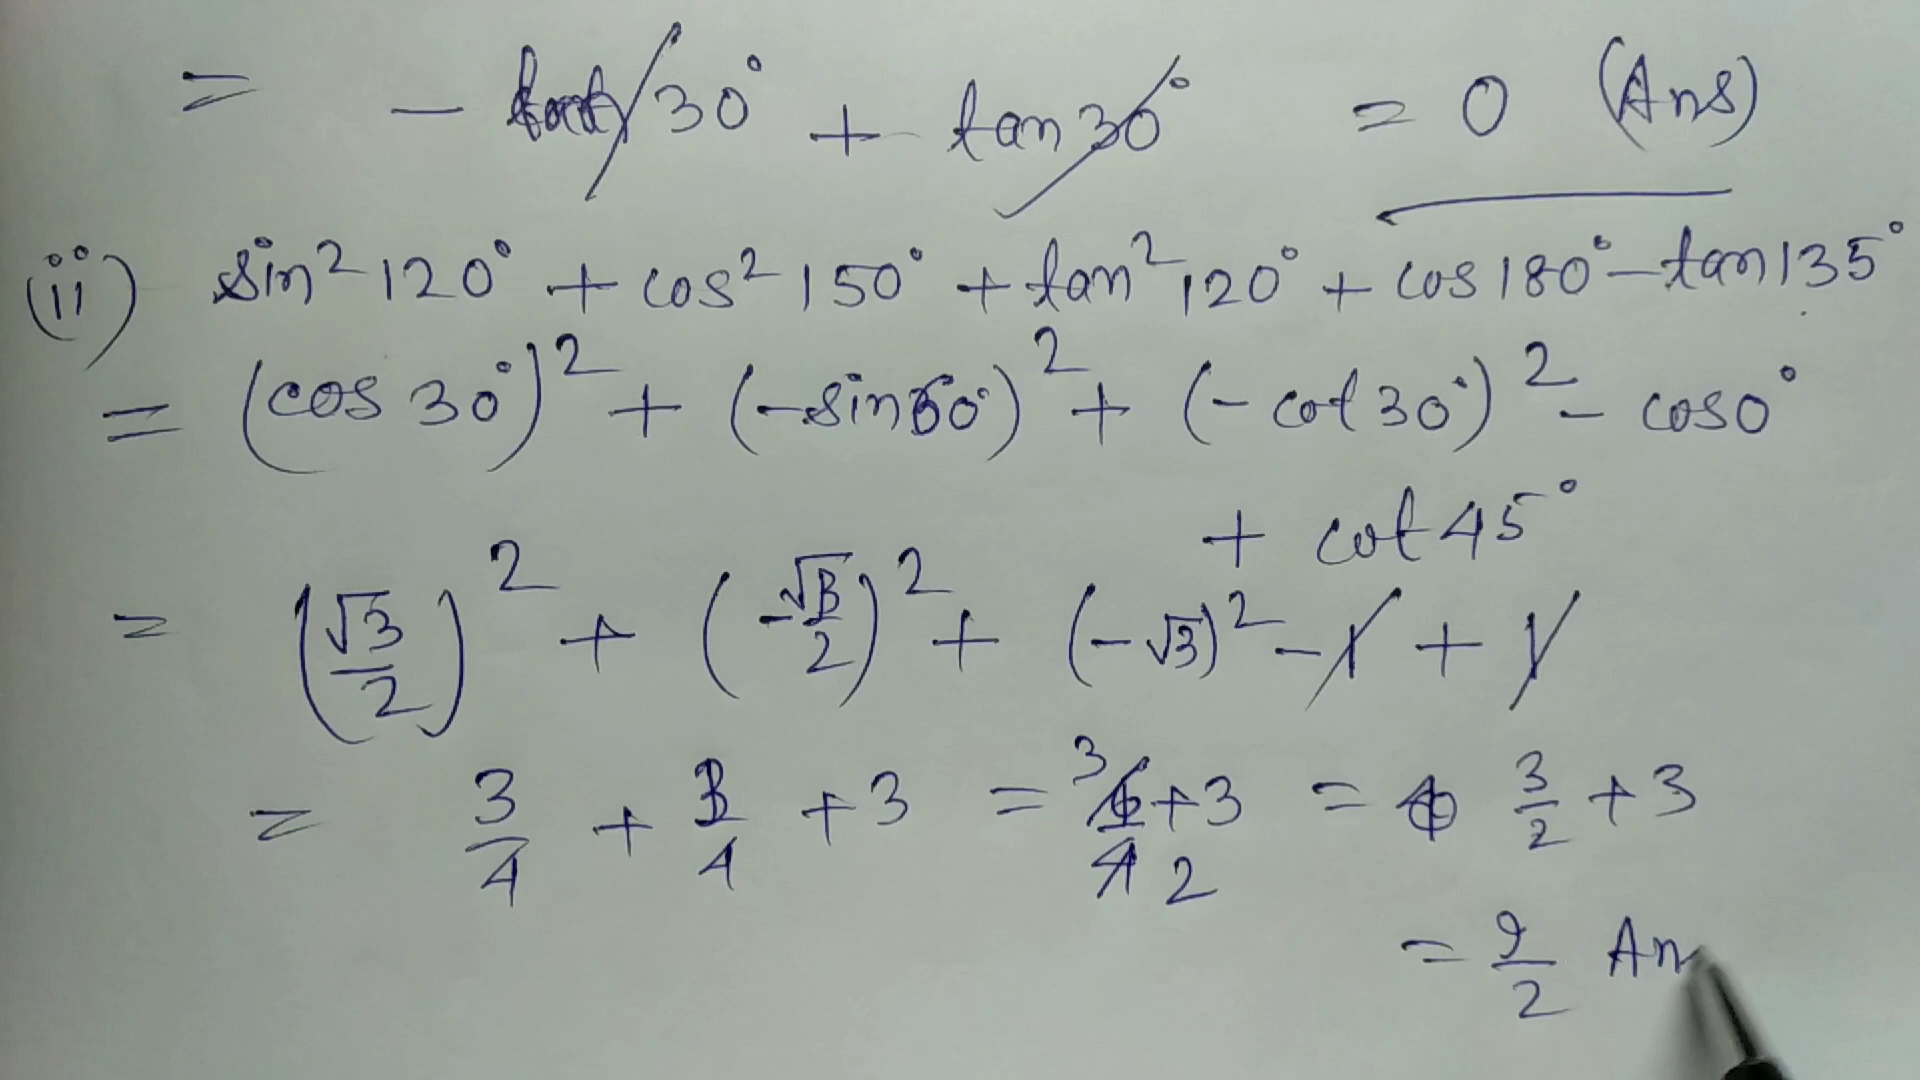 = - tan 30° + tan 30° = 0 (Ans)
(ii) sin² 120° + cos² 150° + tan² 120° + cos 180° - tan 135°
= (cos 30°)² + (-sin 60°)² + (-cot 30°)² - cos 0°
+ cot 45°
= (√3/2)² + (-√3/2)² + (-√3)² - 1 + 1
= 3/4 + 3/4 + 3 = 3 6/4 2 + 3 = 3/2 + 3
= 9/2 An